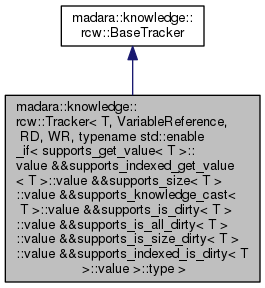 madara::knowledge::
rcw::BaseTracker
madara::knowledge::
rcw::Tracker< T, VariableReference,
RD, WR, typename std::enable
_if< supports_get_value< T >::
value &&supports_indexed_get_value
< T >::value &&supports_size< T >
::value &&supports_knowledge_cast<
T >::value &&supports_is_dirty< T >
::value &&supports_is_all_dirty< T >
::value &&supports_is_size_dirty< T >
::value &&supports_indexed_is_dirty< T
>::value >::type >